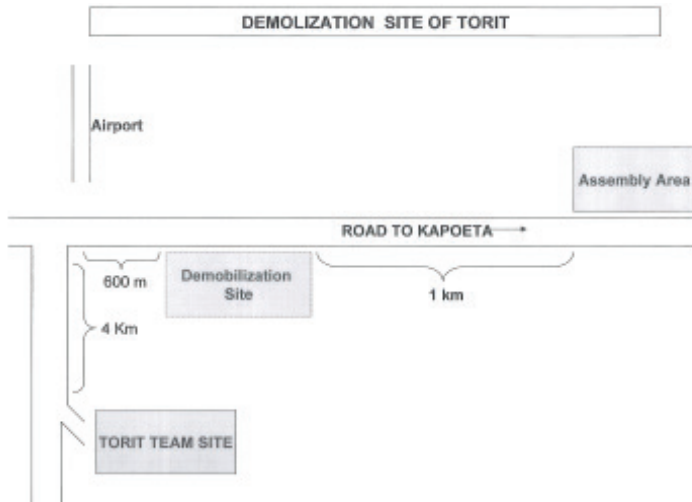 DEMOLIZATION SITE OF TORIT
Airport
Assembly Area
ROAD TO KAPOETA
600 m
Demobilization
Site
1 km
4 Km
TORIT TEAM SITE